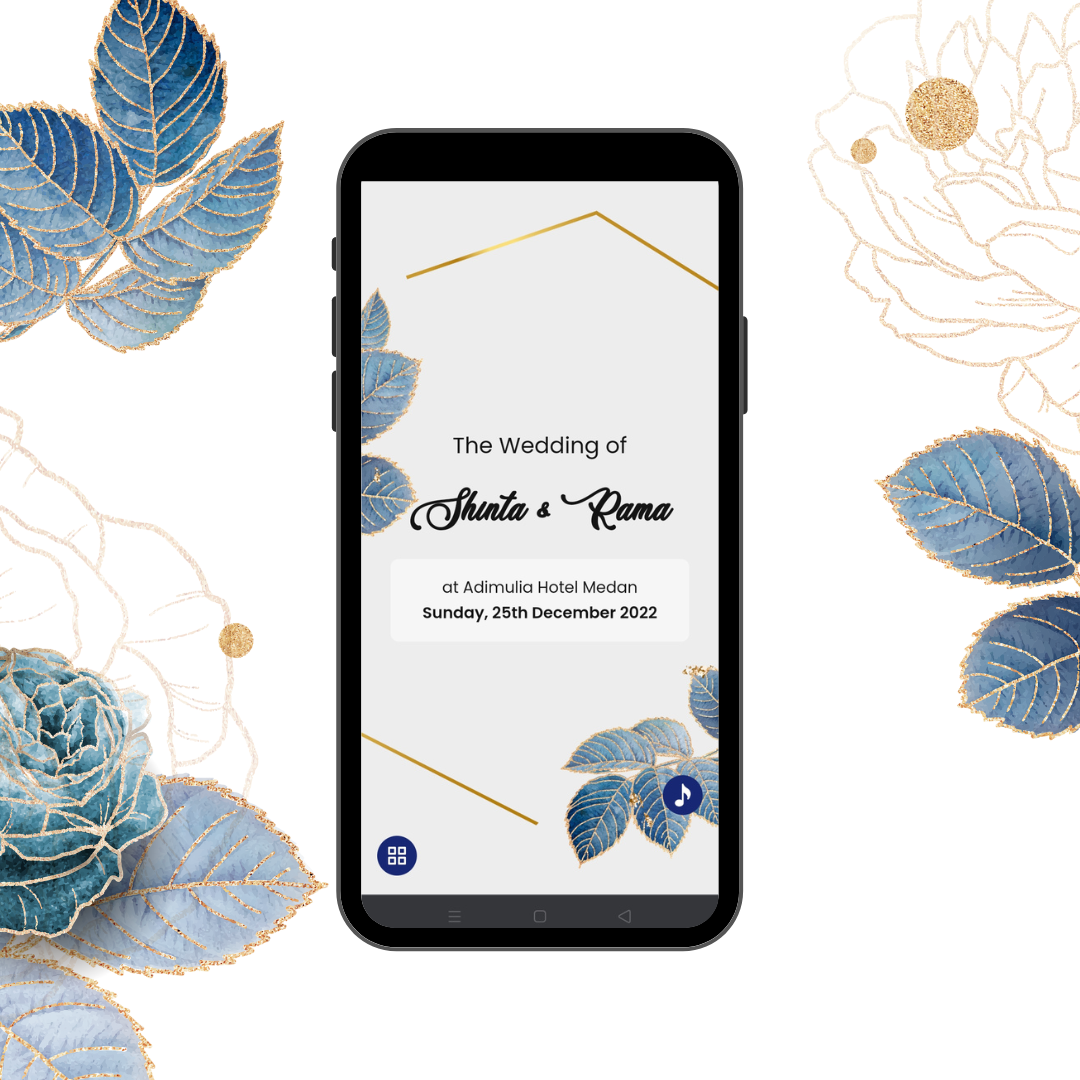 The Wedding of
Shinta & Rama
at Adimulia Hotel Medan
Sunday, 25th December 2022